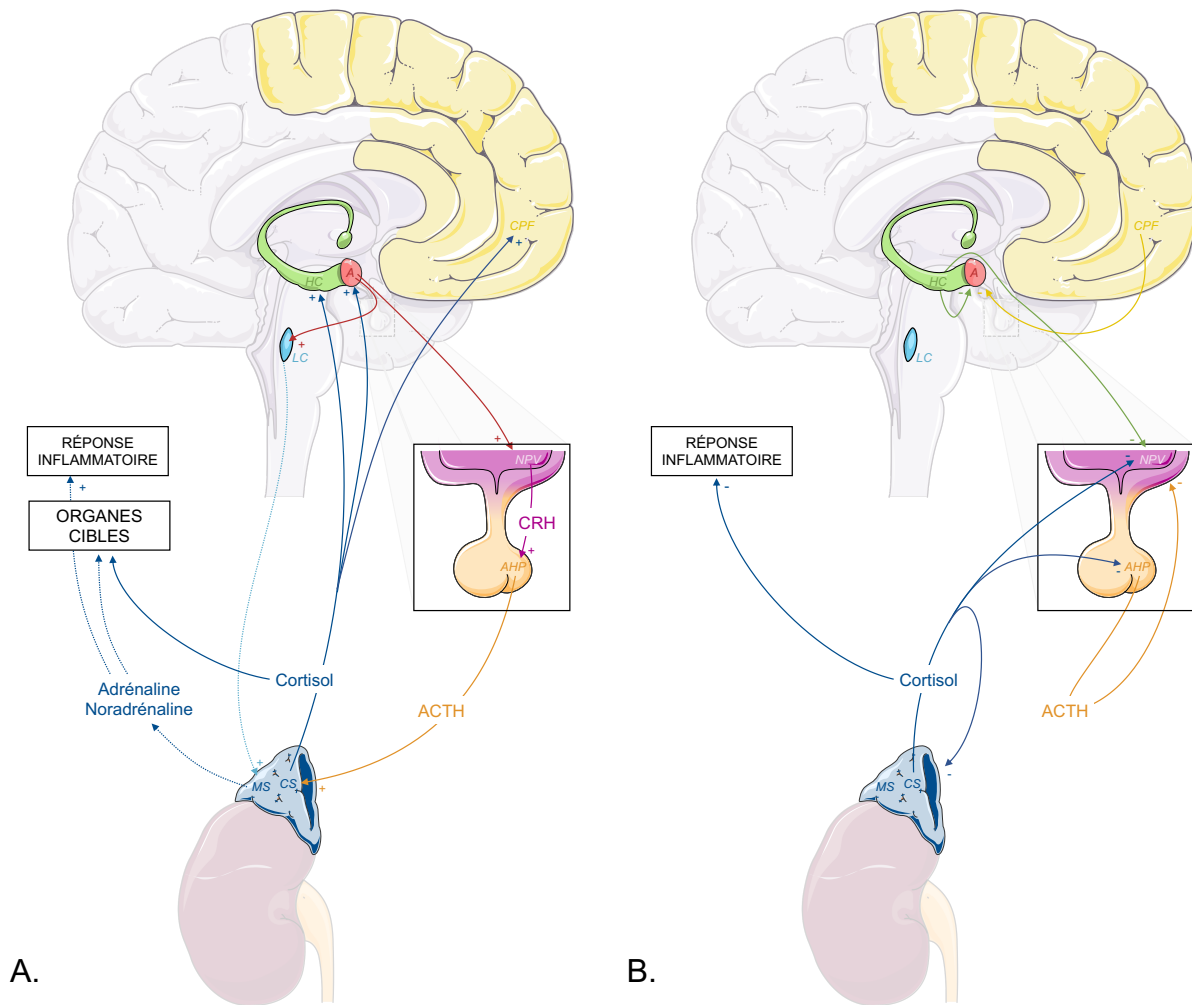 CPF
+
HC
A
+
+
+
LC
RÉPONSE
INFLAMMATOIRE
+
ORGANES
CIBLES
+
NPV
CRH
+
AHP
Cortisol
Adrénaline
Noradrénaline
ACTH
+
MS
CS
+
A.
CPF
HC
A
-
-
LC
RÉPONSE
INFLAMMATOIRE
-
-
-
NPV
-
AHP
-
Cortisol
ACTH
-
MS
CS
B.